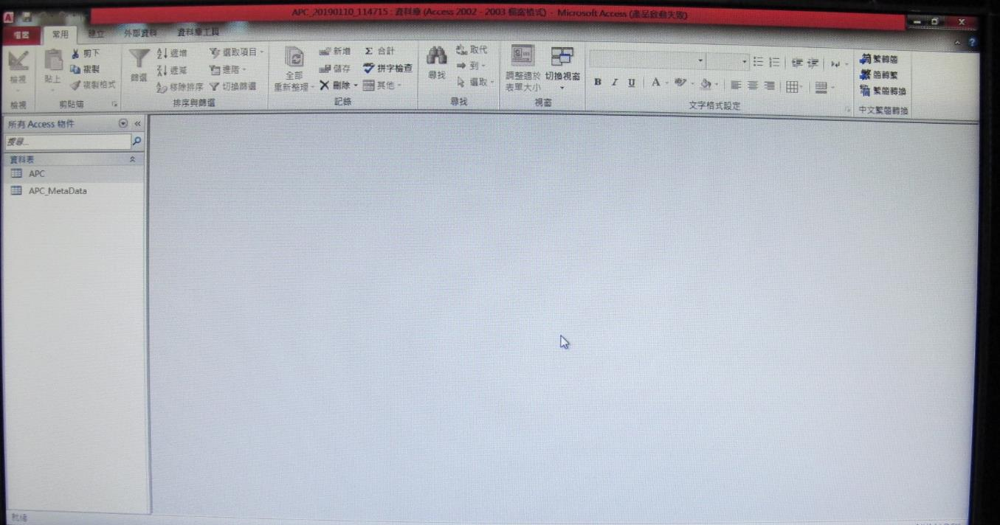 APC_20190110_114715 : 資料庫 (Access 2002 - 2003 檔案格式) - Microsoft Access (產品啟動失敗)
檔案 常用 建立 外部資料 資料庫工具
檢視
檢視
貼上
剪下
複製
複製格式
剪貼簿
篩選
遞增
遞減
移除排序
選取項目
進階
切換篩選
排序與篩選
全部
重新整理
新增
儲存
刪除
合計
拼字檢查
其他
記錄
尋找
取代
到
選取
尋找
調整適於
表單大小
切換視窗
視窗
B I U A
文字格式設定
繁轉簡
簡轉繁
繁簡轉換
中文繁簡轉換
所有 Access 物件
搜尋...
資料表
APC
APC_MetaData
就緒